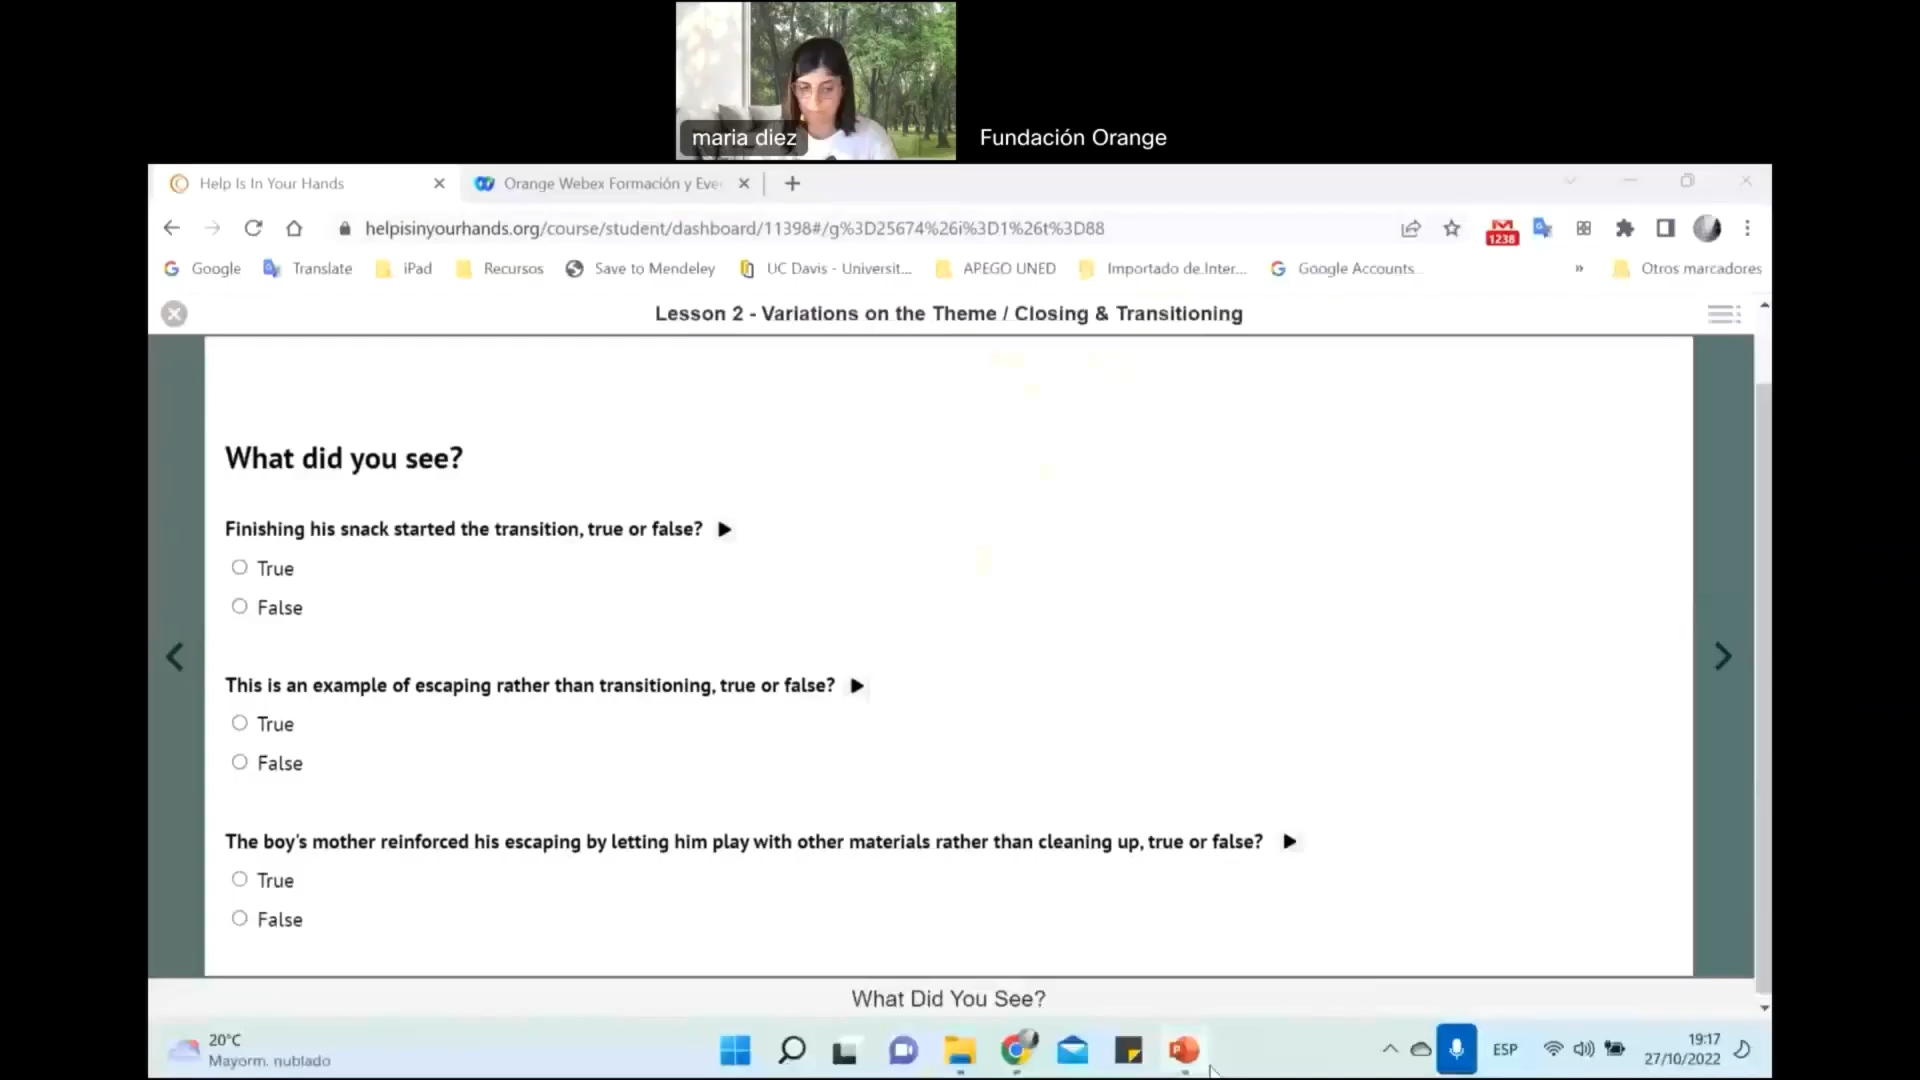 maria diez
Fundación Orange
Help Is In Your Hands
Orange Webex Formación y Eve
helpisinyourhands.org/course/student/dashboard/11398#/g%3D25674%26i%3D1%26t%3D88
1238
Google
Translate
iPad
Recursos
Save to Mendeley
UC Davis - Universit...
APEGO UNED
Importado de Inter...
Google Accounts...
»
Otros marcadores
Lesson 2 - Variations on the Theme / Closing & Transitioning
What did you see?
Finishing his snack started the transition, true or false?
True
False
This is an example of escaping rather than transitioning, true or false?
True
False
The boy's mother reinforced his escaping by letting him play with other materials rather than cleaning up, true or false?
True
False
What Did You See?
20°C
Mayorm. nublado
ESP
19:17
27/10/2022